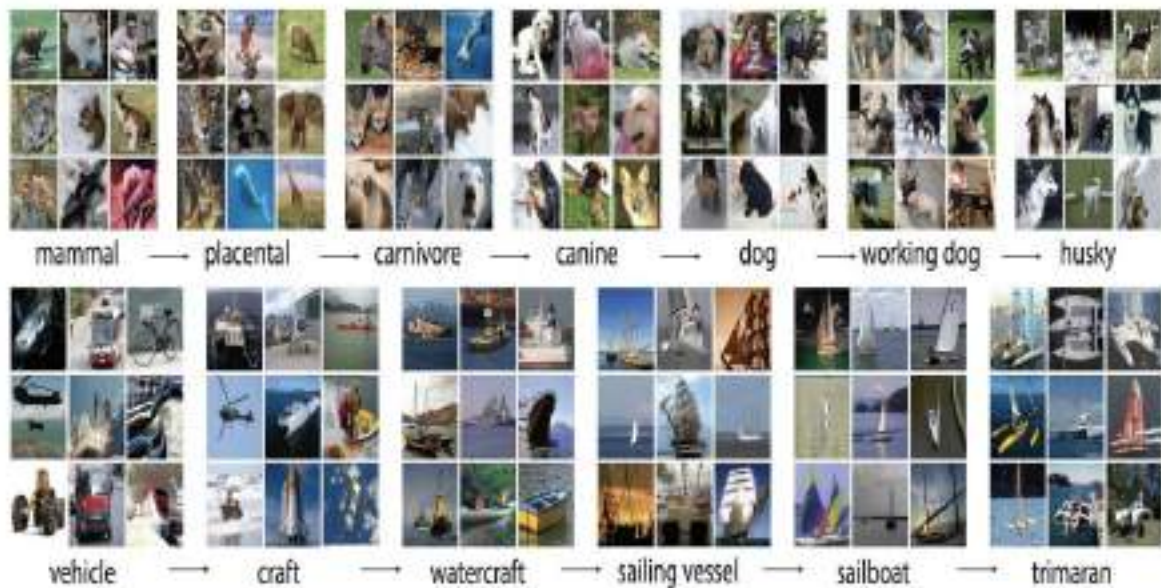 mammal → placental → carnivore → canine → dog → working dog → husky
vehicle → craft → watercraft → sailing vessel → sailboat → trimaran